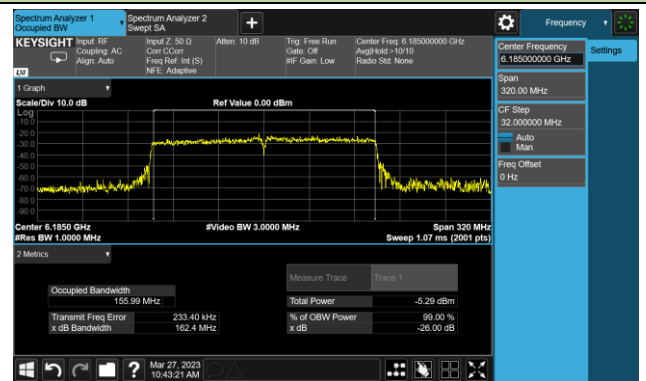 Spectrum Analyzer 1
Occupied BW
Spectrum Analyzer 2
Swept SA
Frequency
KEYSIGHT
Input: RF
Coupling: AC
Align: Auto
Input Z: 50 Ω
Corr CCorr
Freq Ref: Int (S)
NFE: Adaptive
Atten: 10 dB
Trig: Free Run
Gate: Off
#IF Gain: Low
Center Freq: 6.185000000 GHz
Avg|Hold:>10/10
Radio Std: None
LXI
Center Frequency
6.185000000 GHz
Settings
Span
320.00 MHz
CF Step
32.000000 MHz
Auto
Man
Freq Offset
0 Hz
1 Graph
Scale/Div 10.0 dB
Ref Value 0.00 dBm
Log
-10.0
-20.0
-30.0
-40.0
-50.0
-60.0
-70.0
-80.0
-90.0
Center 6.1850 GHz
#Video BW 3.0000 MHz
Span 320 MHz
#Res BW 1.0000 MHz
Sweep 1.07 ms (2001 pts)
2 Metrics
Measure Trace
Trace 1
Occupied Bandwidth
155.99 MHz
Total Power
-5.29 dBm
Transmit Freq Error
233.40 kHz
% of OBW Power
99.00 %
x dB Bandwidth
162.4 MHz
x dB
-26.00 dB
?
Mar 27, 2023
10:43:21 AM